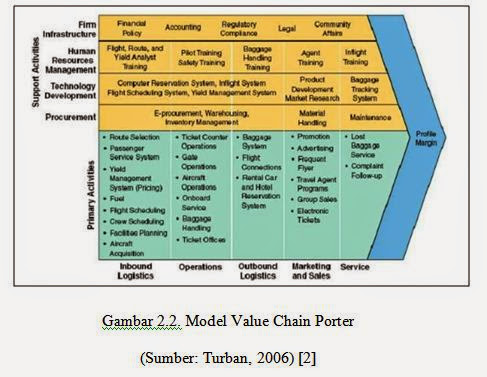 Support Activities
Firm
Infrastructure
Financial
Policy
Accounting
Regulatory
Compliance
Legal
Community
Affairs
Human
Resources
Management
Flight, Route, and
Yield Analyst
Training
Pilot Training
Safety Training
Baggage
Handling
Training
Agent
Training
Inflight
Training
Technology
Development
Computer Reservation System, Inflight System
Flight Scheduling System, Yield Management System
Product
Development
Market Research
Baggage
Tracking
System
Procurement
E-procurement, Warehousing,
Inventory Management
Material
Handling
Maintenance
Primary Activities
• Route Selection
• Passenger
Service System
• Yield
Management
System (Pricing)
• Fuel
• Flight Scheduling
• Crew Scheduling
• Facilities Planning
• Aircraft
Acquisition
• Ticket Counter
Operations
• Gate
Operations
• Aircraft
Operations
• Onboard
Service
• Baggage
Handling
• Ticket Offices
• Baggage
System
• Flight
Connections
• Rental Car
and Hotel
Reservation
System
• Promotion
• Advertising
• Frequent
Flyer
• Travel Agent
Programs
• Group Sales
• Electronic
Tickets
• Lost
Baggage
Service
• Complaint
Follow-up
Profile
Margin
Inbound
Logistics
Operations
Outbound
Logistics
Marketing
and Sales
Service
Gambar 2.2. Model Value Chain Porter
(Sumber: Turban, 2006) [2]